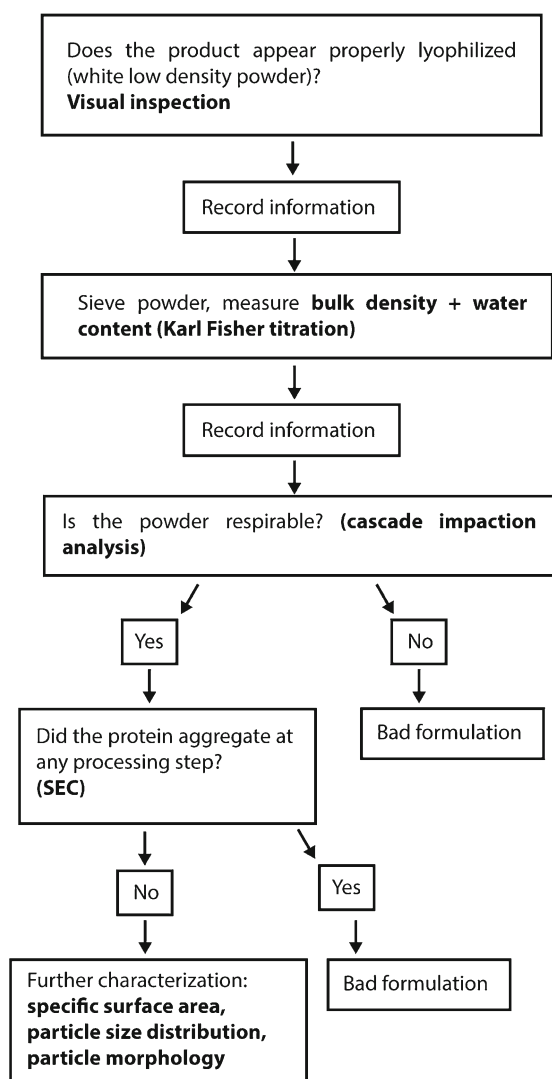 Does the product appear properly lyophilized
(white low density powder)?
Visual inspection
Record information
Sieve powder, measure bulk density + water
content (Karl Fisher titration)
Record information
Is the powder respirable? (cascade impaction
analysis)
Yes
No
Did the protein aggregate at
any processing step?
(SEC)
Bad formulation
No
Yes
Further characterization:
specific surface area,
particle size distribution,
particle morphology
Bad formulation